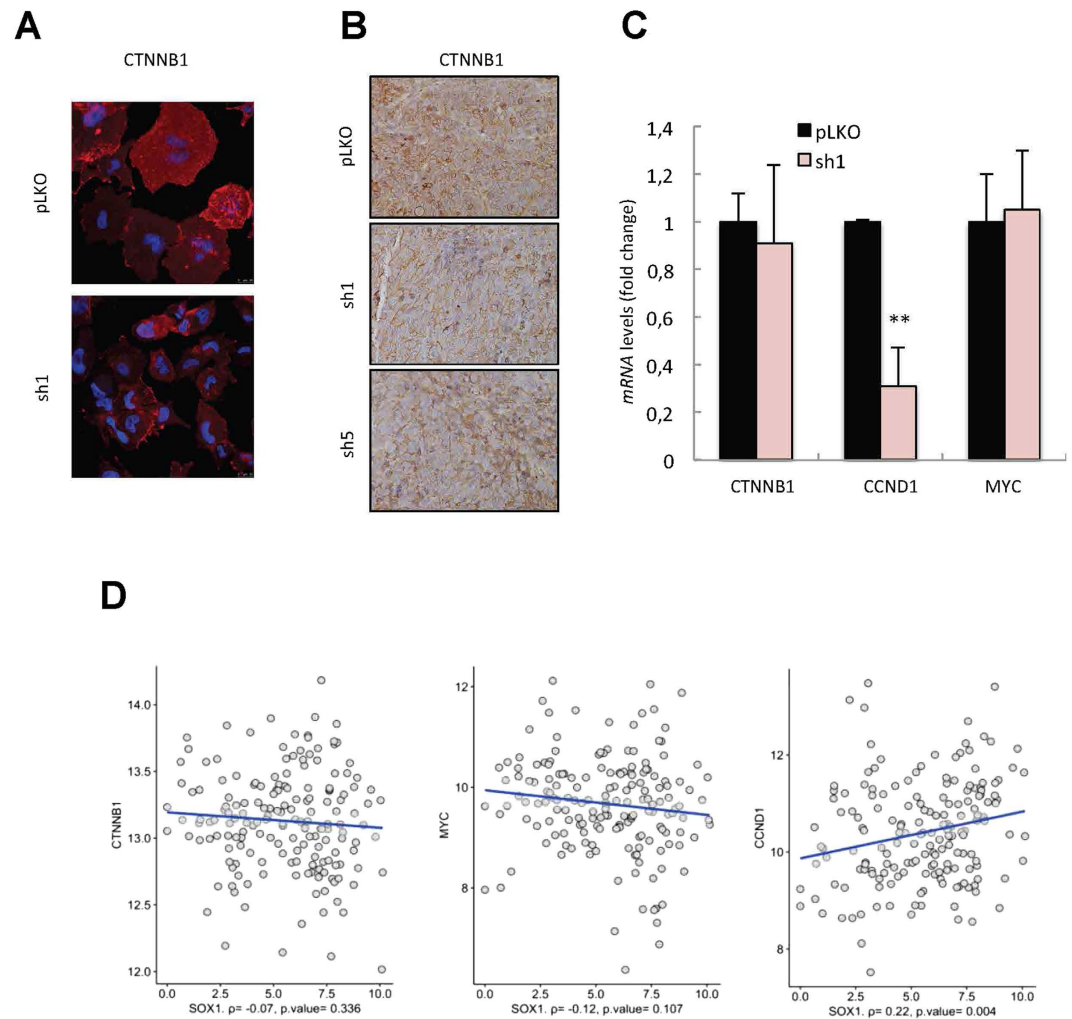 A
CTNNB1
pLKO
sh1
B
CTNNB1
pLKO
sh1
sh5
C
mRNA levels (fold change)
1,4
1,2
1
0,8
0,6
0,4
0,2
0
pLKO
sh1
**
CTNNB1 CCND1 MYC
D
CTNNB1
14.0
13.5
13.0
12.5
12.0
0.0 2.5 5.0 7.5 10.0
SOX1. ρ= -0.07, p.value= 0.336
MYC
12
10
8
0.0 2.5 5.0 7.5 10.0
SOX1. ρ= -0.12, p.value= 0.107
CCND1
12
10
8
0.0 2.5 5.0 7.5 10.0
SOX1. ρ= 0.22, p.value= 0.004